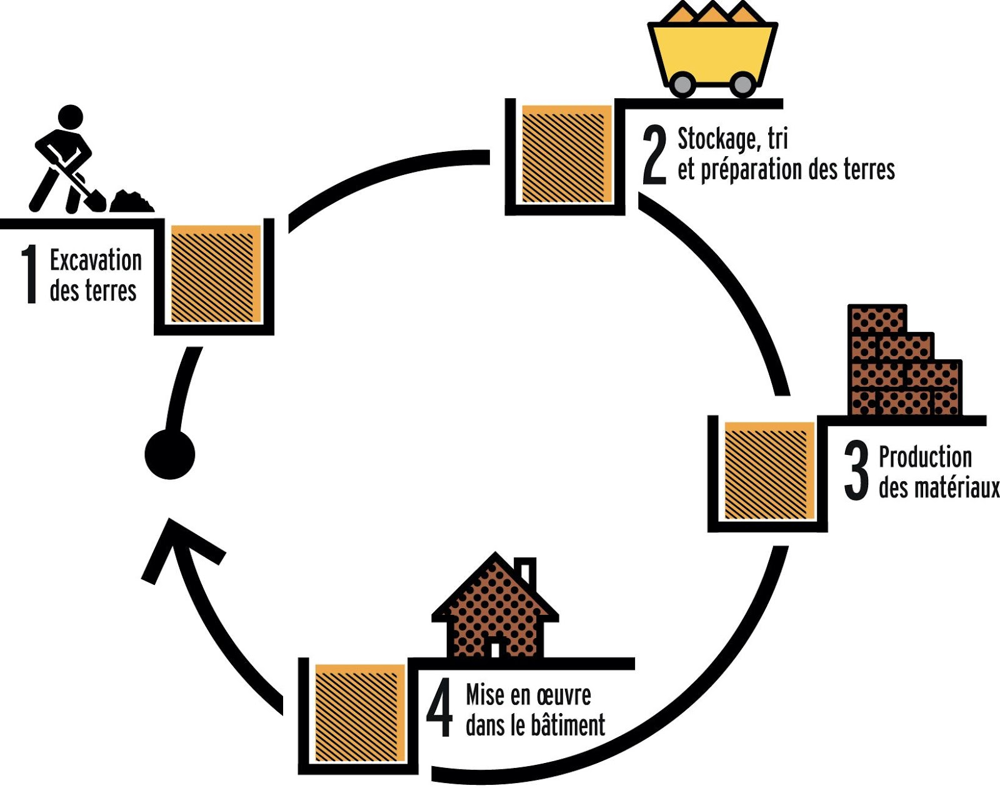 1 Excavation
des terres
2 Stockage, tri
et préparation des terres
3 Production
des matériaux
4 Mise en œuvre
dans le bâtiment